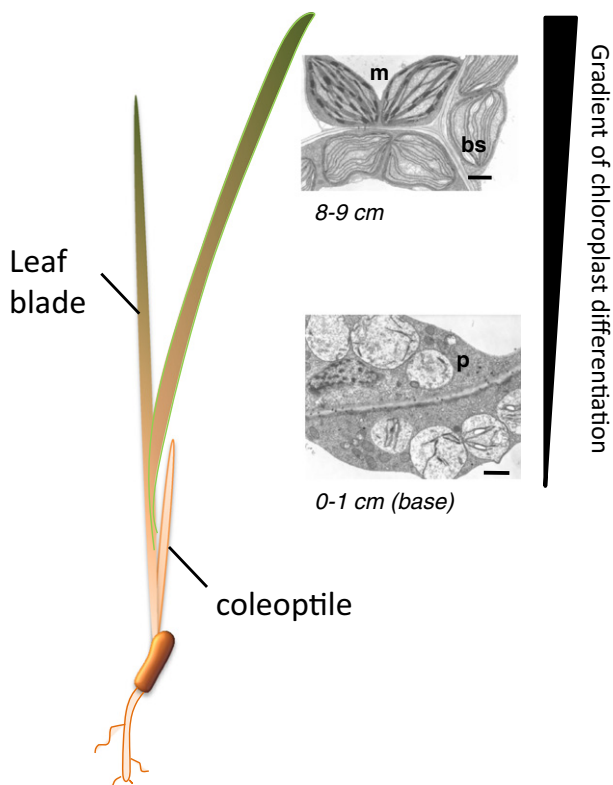 m
bs
8-9 cm
Leaf
blade
p
0-1 cm (base)
coleoptile
Gradient of chloroplast differentiation